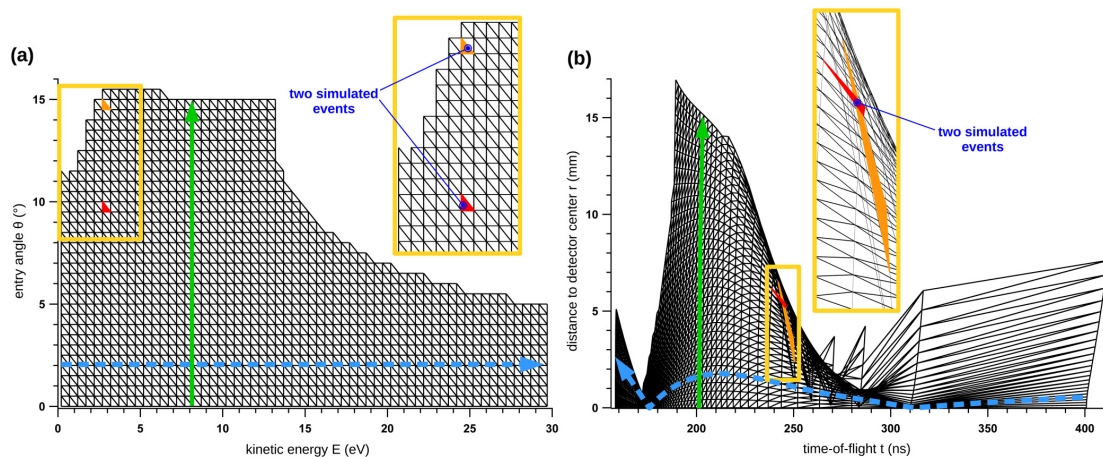 (a)
two simulated
events
15
10
5
0
entry angle θ (°)
0
5
10
15
20
25
30
kinetic energy E (eV)
(b)
two simulated
events
15
10
5
0
distance to detector center r (mm)
200
250
300
350
400
time-of-flight t (ns)